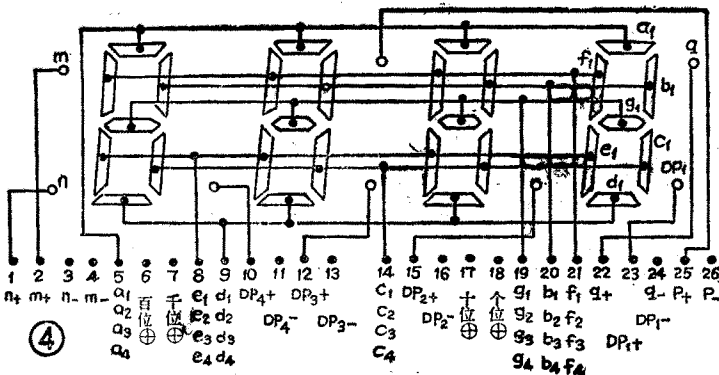 a₁
m
f₁
q
b₁
g₁
n
e₁
c₁
DP₁
d₁
1 2 3 4 5 6 7 8 9 10 11 12 13 14 15 16 17 18 19 20 21 22 23 24 25 26
n+ m+ n- m- a₁ 百位⊕ 千位⊕ e₁ d₁ DP₄+ DP₃+ C₁ DP₂+ 十位⊕ 个位⊕ g₁ b₁ f₁ q+ q- P+ P-
a₂ e₂ d₂ DP₄- DP₃- C₂ DP₂- g₂ b₂ f₂ DP₁-
a₃ e₃ d₃ C₃ g₃ b₃ f₃ DP₁+
a₄ e₄ d₄ C₄ g₄ b₄ f₄
④